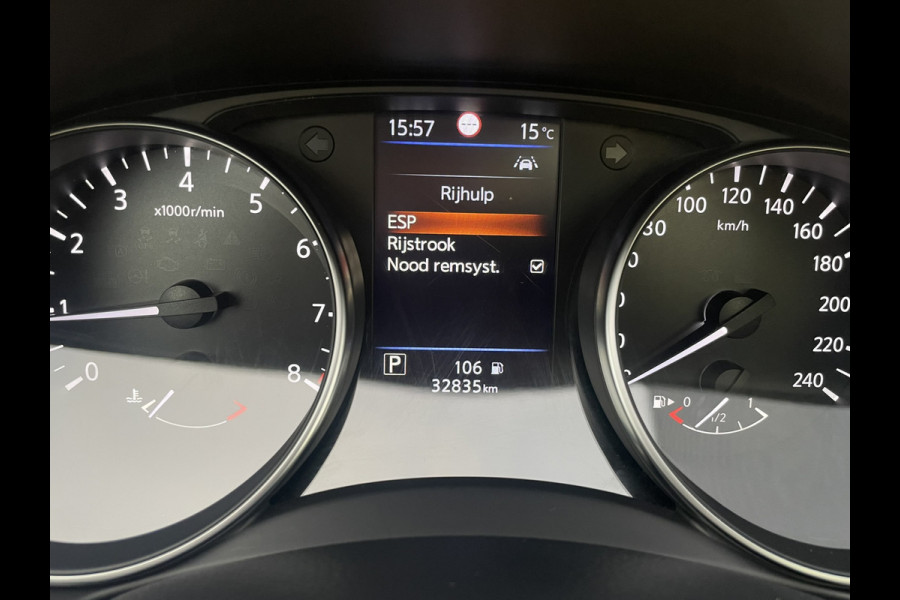 15:57 --- 15°C
Rijhulp
ESP
Rijstrook
Nood remsyst.
P 106
32835 km
0 1 2 3 4 5 6 7 8
x1000r/min
80 100 120 140 160 180 200 220 240
km/h
0 1/2 1